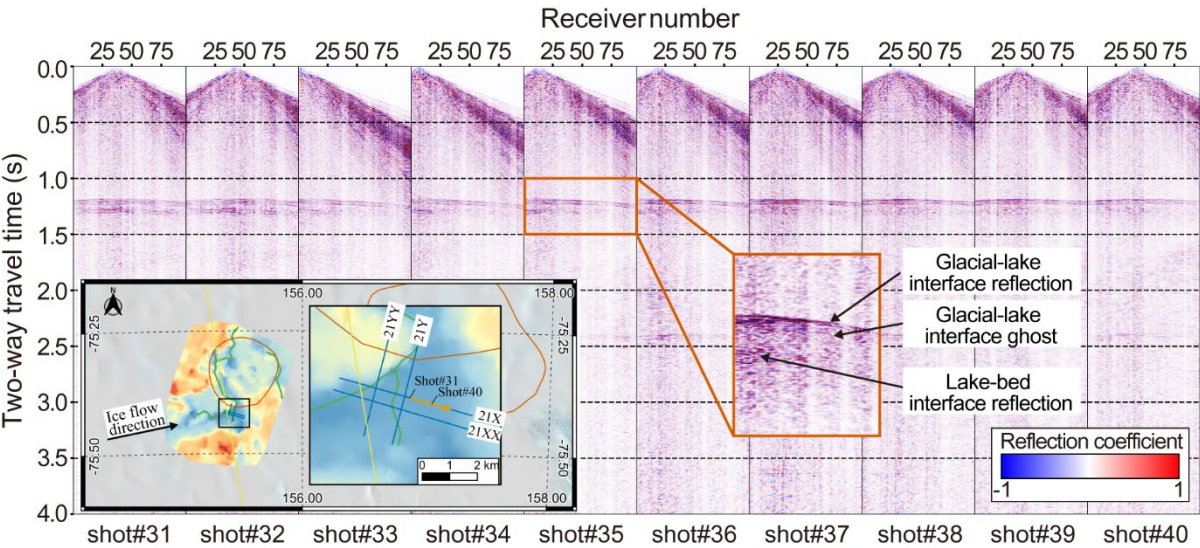 Receiver number
25 50 75 25 50 75 25 50 75 25 50 75 25 50 75 25 50 75 25 50 75 25 50 75 25 50 75 25 50 75
Two-way travel time (s)
0.0
0.5
1.0
1.5
2.0
2.5
3.0
3.5
4.0
Glacial-lake
interface reflection
Glacial-lake
interface ghost
Lake-bed
interface reflection
Reflection coefficient
-1 1
N
156.00 158.00
-75.25 -75.25
-75.50 -75.50
156.00 158.00
Ice flow
direction
21YY
21Y
Shot#31
Shot#40
21X
21XX
0 1 2 km
shot#31 shot#32 shot#33 shot#34 shot#35 shot#36 shot#37 shot#38 shot#39 shot#40